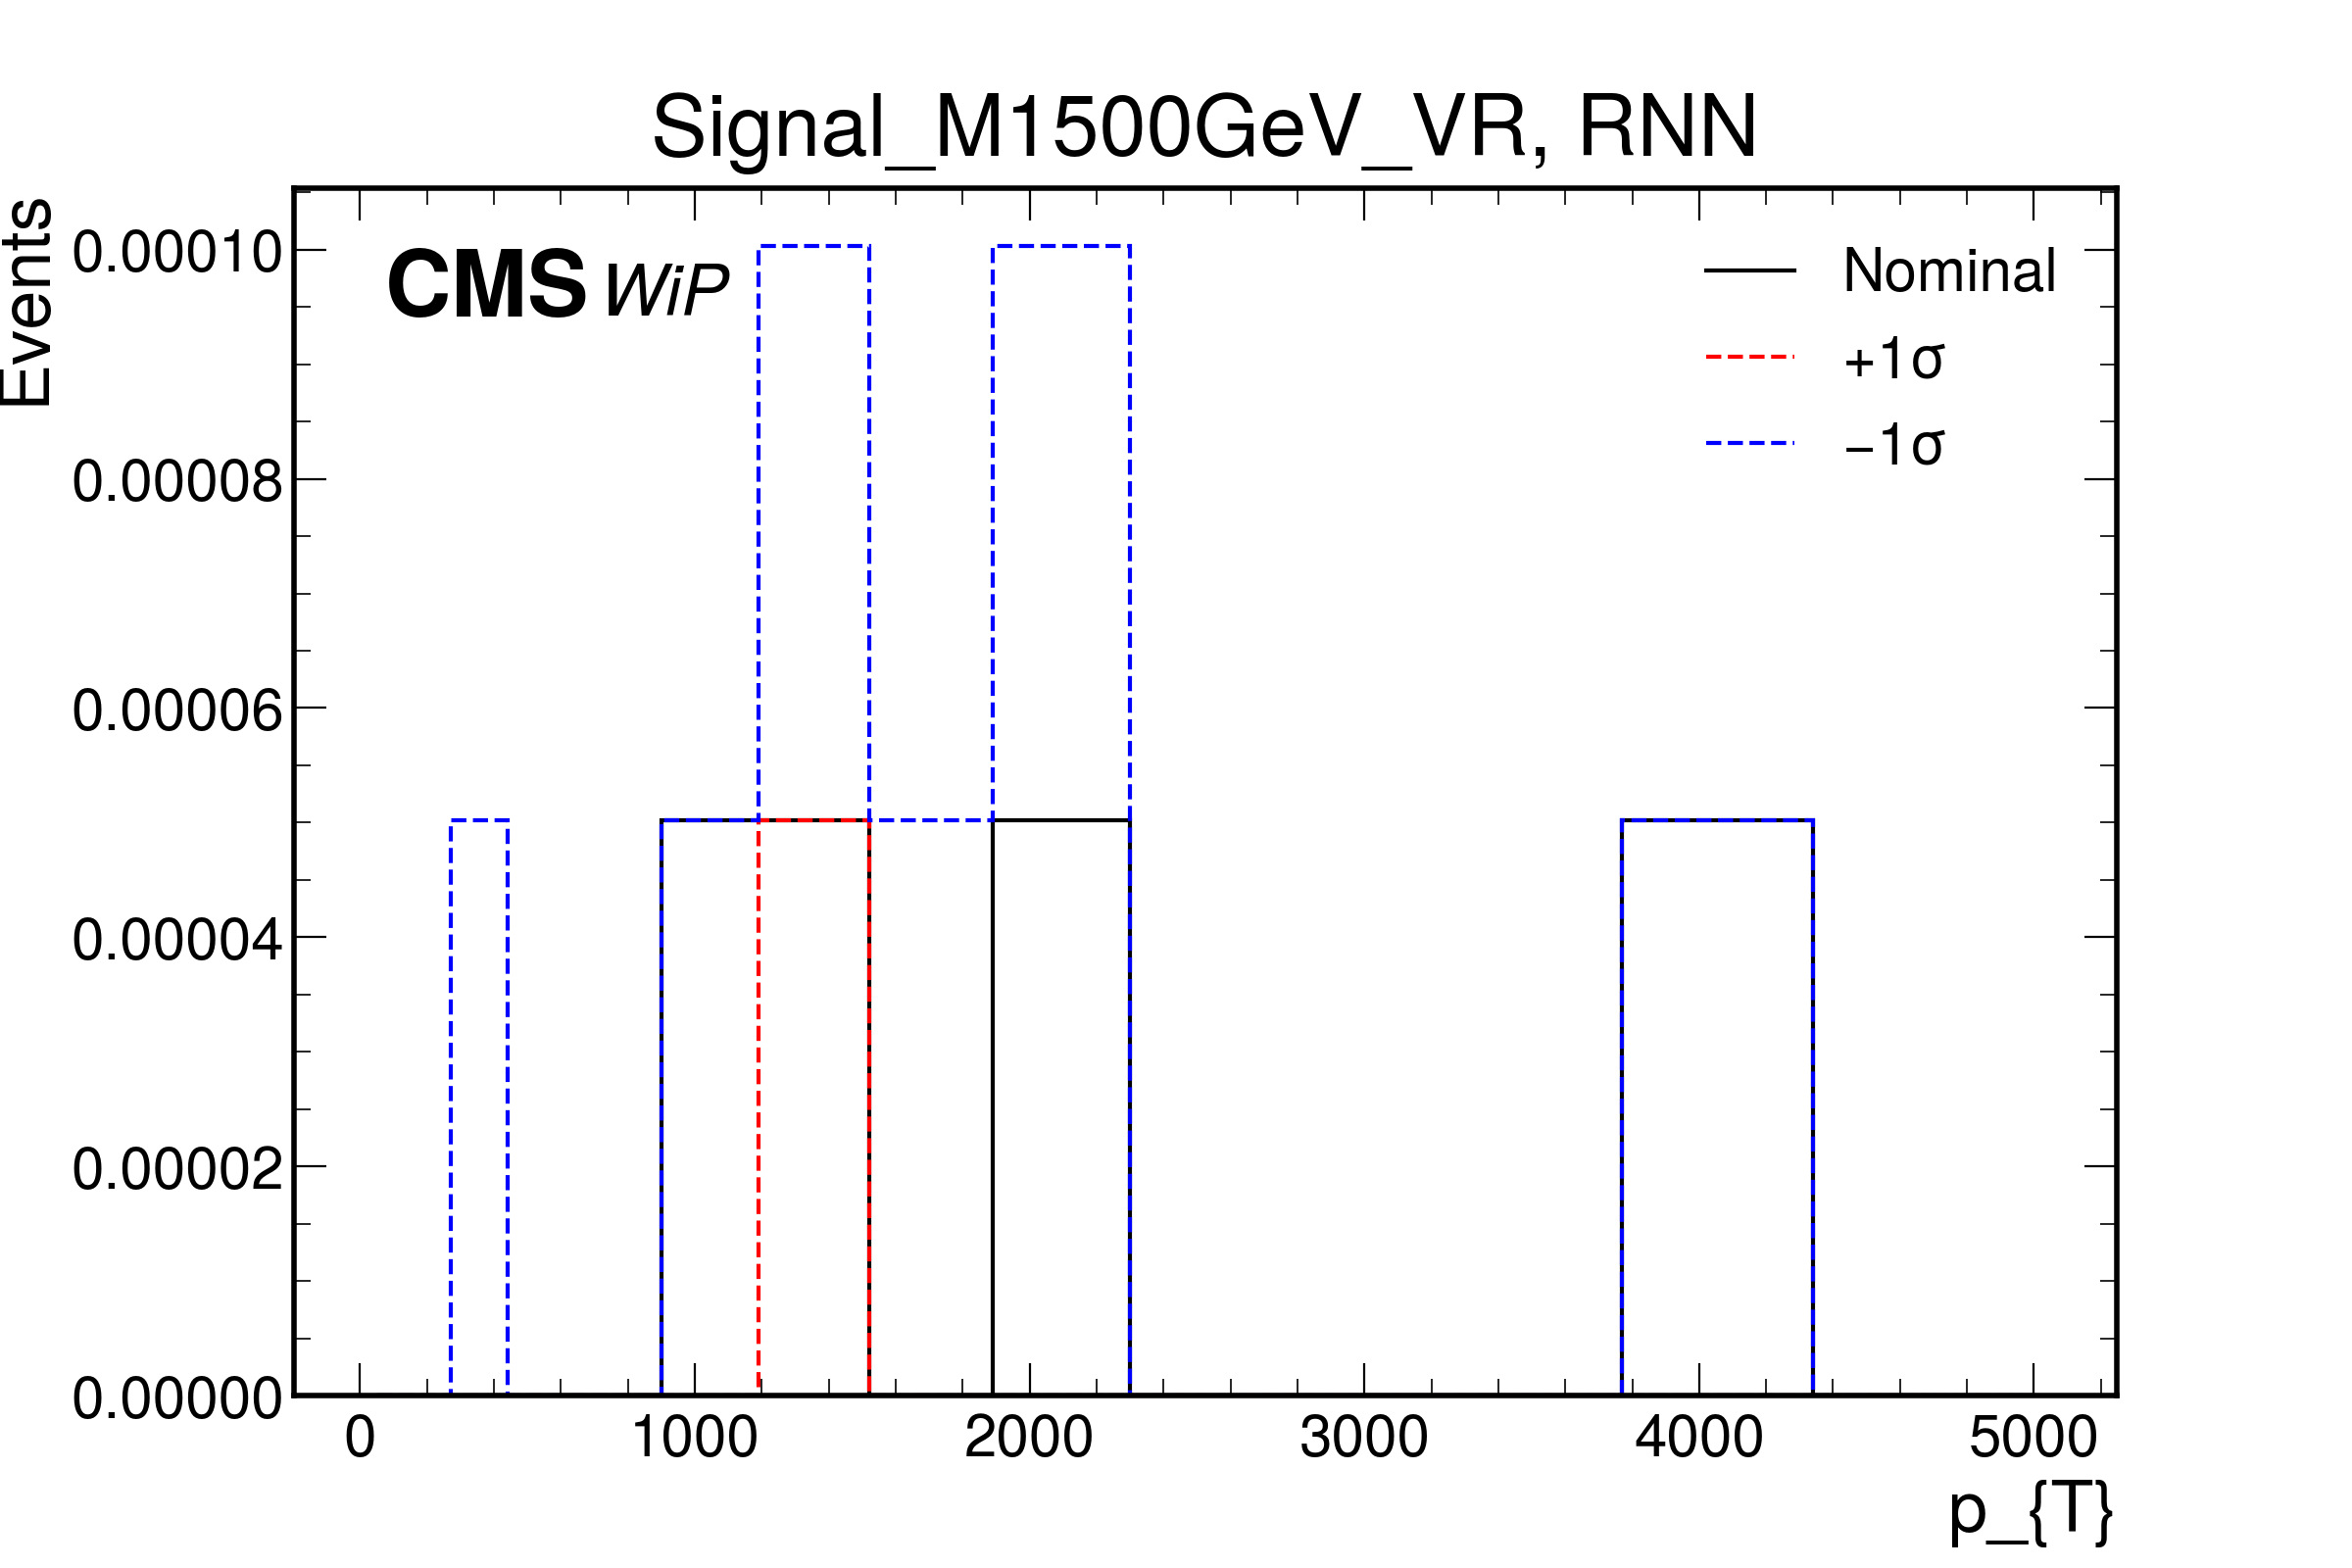 Signal_M1500GeV_VR, RNN
Events
CMS WiP
Nominal
+1σ
−1σ
0.00010
0.00008
0.00006
0.00004
0.00002
0.00000
0 1000 2000 3000 4000 5000
p_{T}